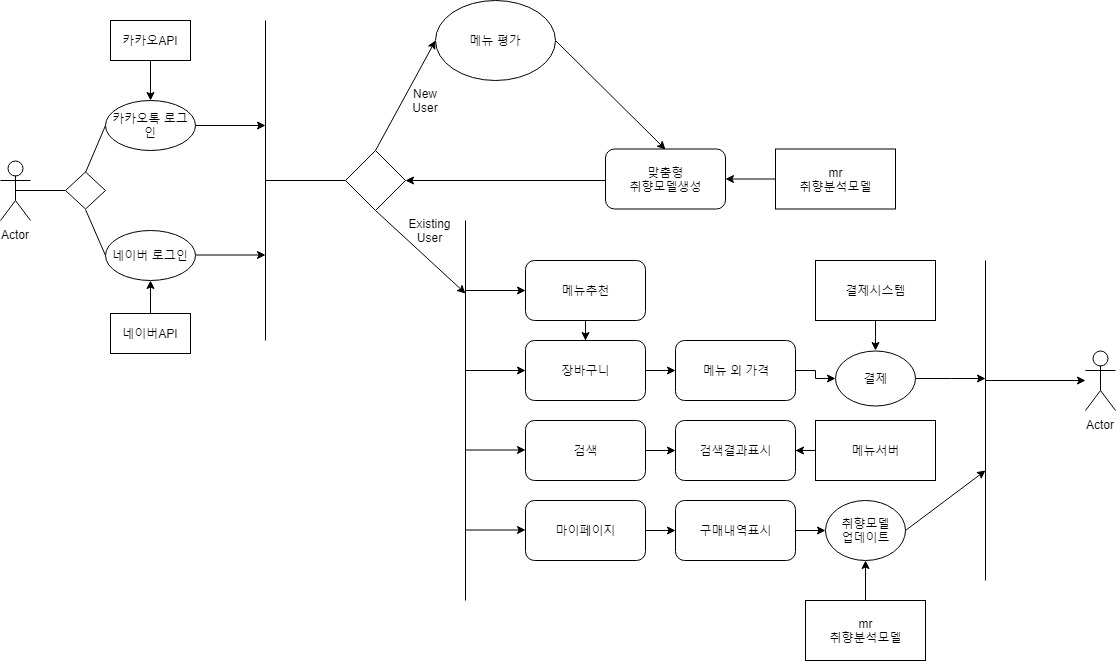 카카오API
카카오톡 로그
인
Actor
네이버 로그인
네이버API
메뉴 평가
New
User
맞춤형
취향모델생성
mr
취향분석모델
Existing
User
메뉴추천
결제시스템
장바구니
메뉴 외 가격
결제
Actor
검색
검색결과표시
메뉴서버
마이페이지
구매내역표시
취향모델
업데이트
mr
취향분석모델